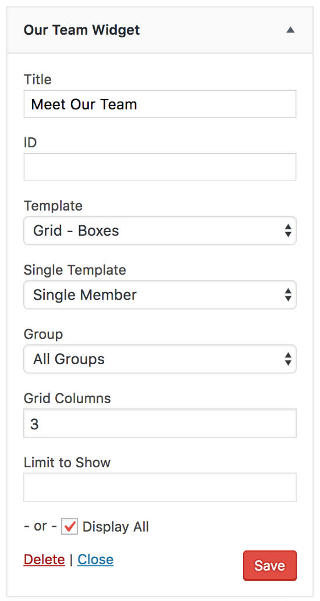 Our Team Widget
Title
Meet Our Team
ID
Template
Grid - Boxes
Single Template
Single Member
Group
All Groups
Grid Columns
3
Limit to Show
- or - Display All
Delete | Close Save